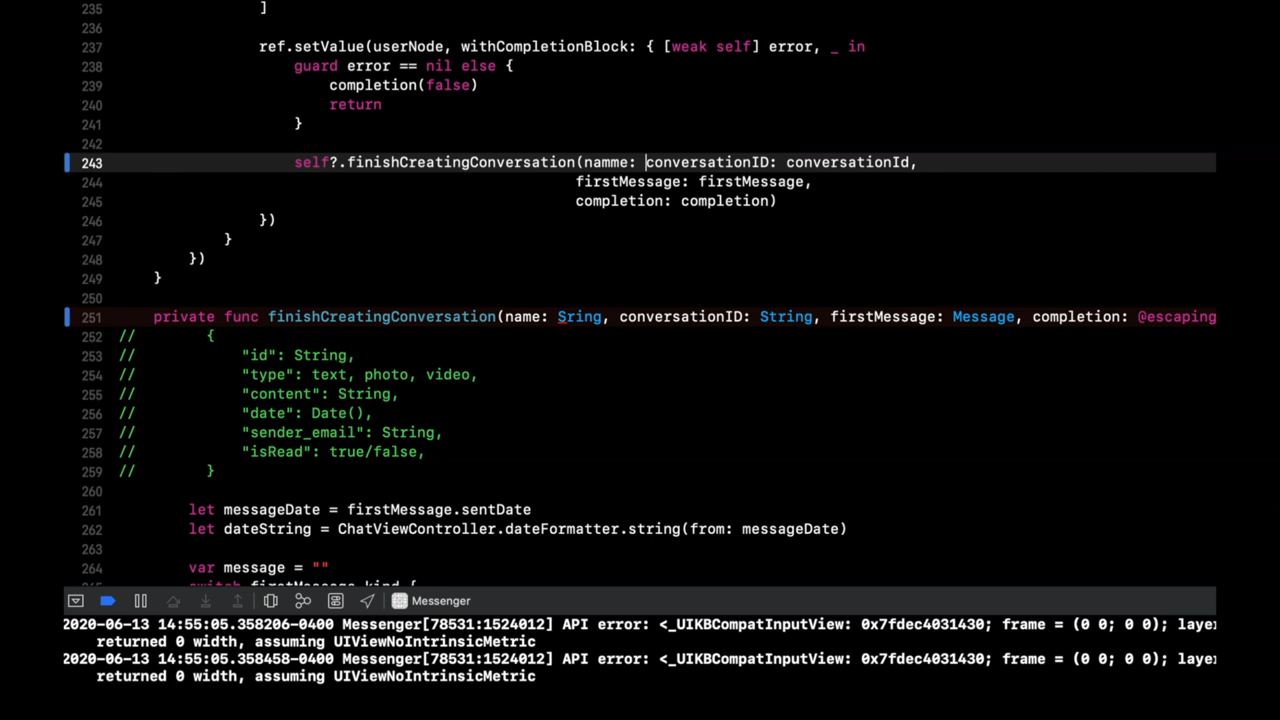 235 ]
236
237 ref.setValue(userNode, withCompletionBlock: { [weak self] error, _ in
238 guard error == nil else {
239 completion(false)
240 return
241 }
242
243 self?.finishCreatingConversation(namme: conversationID: conversationId,
244 firstMessage: firstMessage,
245 completion: completion)
246 })
247 }
248 })
249 }
250
251 private func finishCreatingConversation(name: Sring, conversationID: String, firstMessage: Message, completion: @escaping
252 // {
253 // "id": String,
254 // "type": text, photo, video,
255 // "content": String,
256 // "date": Date(),
257 // "sender_email": String,
258 // "isRead": true/false,
259 // }
260
261 let messageDate = firstMessage.sentDate
262 let dateString = ChatViewController.dateFormatter.string(from: messageDate)
263
264 var message = ""
265 switch firstMessage.kind {
Messenger
2020-06-13 14:55:05.358206-0400 Messenger[78531:1524012] API error: <_UIKBCompatInputView: 0x7fdec4031430; frame = (0 0; 0 0); layer
returned 0 width, assuming UIViewNoIntrinsicMetric
2020-06-13 14:55:05.358458-0400 Messenger[78531:1524012] API error: <_UIKBCompatInputView: 0x7fdec4031430; frame = (0 0; 0 0); layer
returned 0 width, assuming UIViewNoIntrinsicMetric